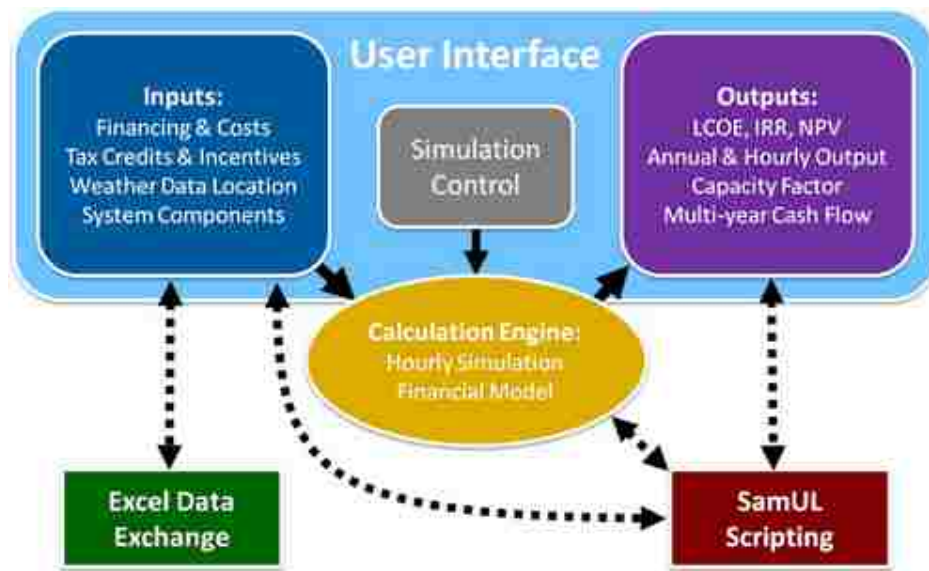 User Interface
Inputs:
Financing & Costs
Tax Credits & Incentives
Weather Data Location
System Components
Simulation
Control
Outputs:
LCOE, IRR, NPV
Annual & Hourly Output
Capacity Factor
Multi-year Cash Flow
Calculation Engine:
Hourly Simulation
Financial Model
Excel Data
Exchange
SamUL
Scripting